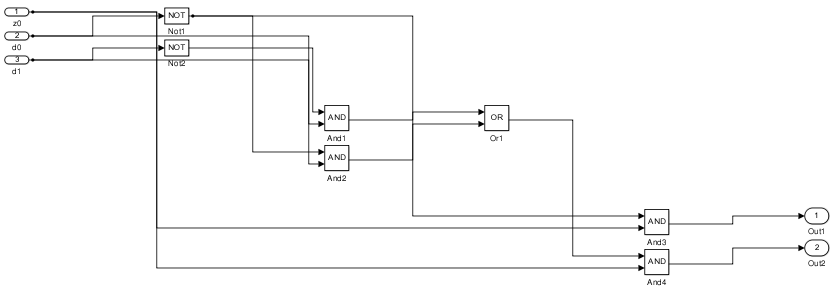 1
z0
2
d0
3
d1
NOT
Not1
NOT
Not2
AND
And1
AND
And2
OR
Or1
AND
And3
AND
And4
1
Out1
2
Out2